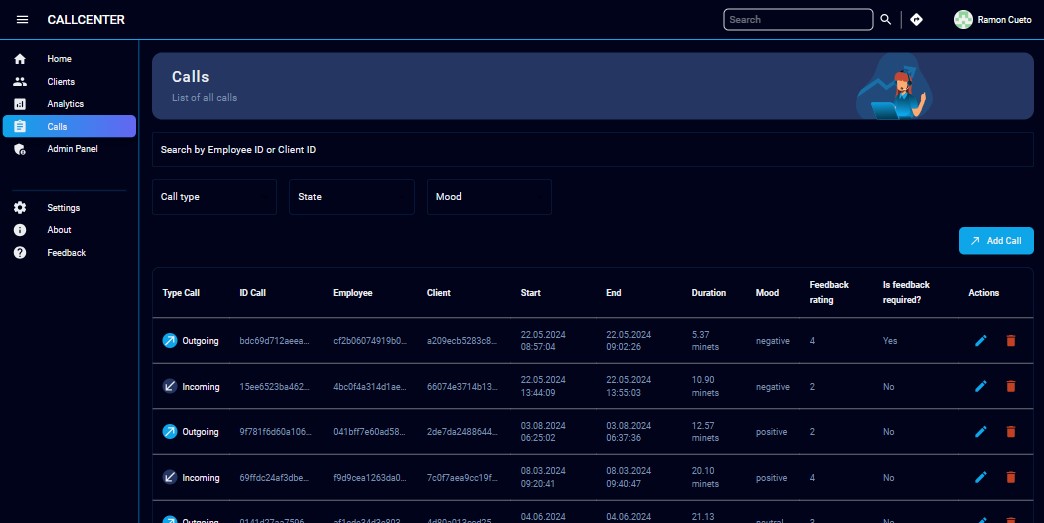 CALLCENTER
Search
Ramon Cueto
Home
Clients
Analytics
Calls
Admin Panel
Settings
About
Feedback
Calls
List of all calls
Search by Employee ID or Client ID
Call type State Mood
Add Call
Type Call ID Call Employee Client Start End Duration Mood Feedback rating Is feedback required? Actions
Outgoing bdc69d712aeea... cf2b06074919b0... a209ecb5283c8... 22.05.2024 08:57:04 22.05.2024 09:02:26 5.37 minets negative 4 Yes
Incoming 15ee6523ba462... 4bc0f4a314d1ae... 66074e3714b13... 22.05.2024 13:44:09 22.05.2024 13:55:03 10.90 minets negative 2 No
Outgoing 9f781f6d60a106... 041bff7e60ad58... 2de7da2488644... 03.08.2024 06:25:02 03.08.2024 06:37:36 12.57 minets positive 2 No
Incoming 69ffdc24af3dbe... f9d9cea1263da0... 7c0f7aea9cc19f... 08.03.2024 09:20:41 08.03.2024 09:40:47 20.10 minets positive 4 No
Outgoing 04.06.2024 04.06.2024 21.13 neutral No